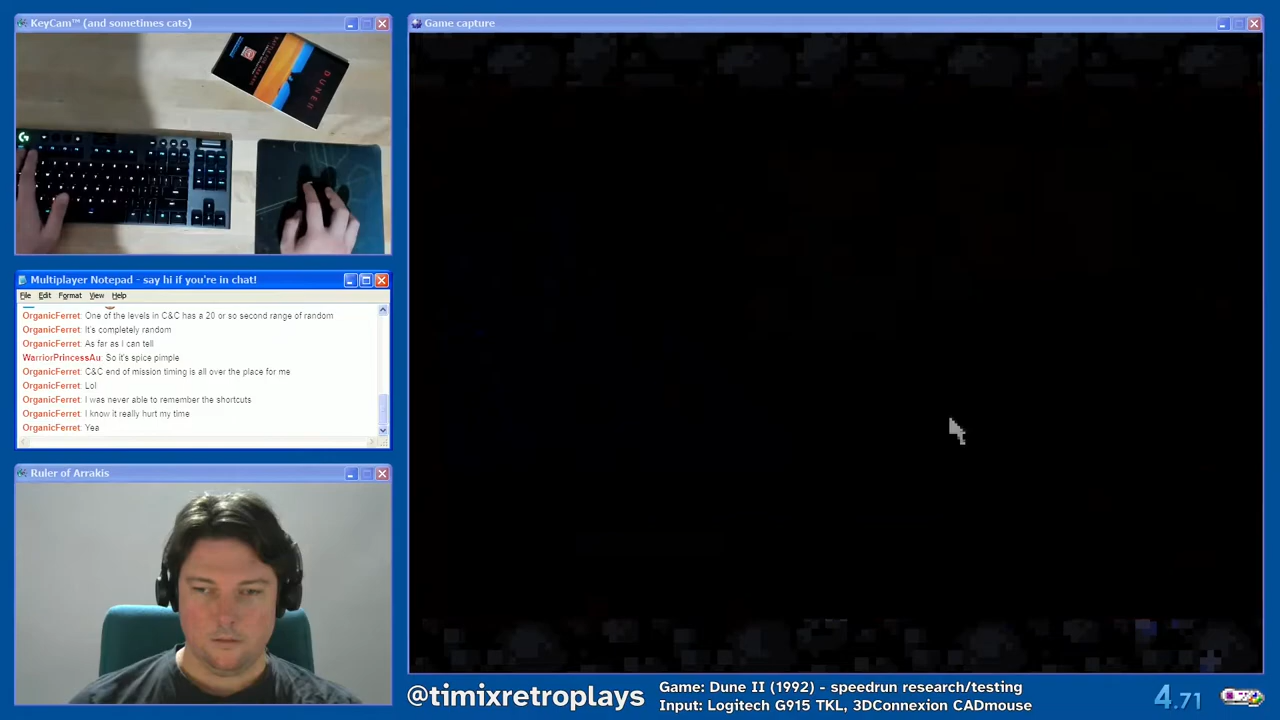 KeyCam™ (and sometimes cats)
Game capture
DUNE II
Multiplayer Notepad - say hi if you're in chat!
File Edit Format View Help
OrganicFerret One of the levels in C&C has a 20 or so second range of random
OrganicFerret It's completely random
OrganicFerret As far as I can tell
WarriorPrincessAu So it's spice pimple
OrganicFerret C&C end of mission timing is all over the place for me
OrganicFerret Lol
OrganicFerret I was never able to remember the shortcuts
OrganicFerret I know it really hurt my time
OrganicFerret Yea
Ruler of Arrakis
@timixretroplays
Game: Dune II (1992) - speedrun research/testing
Input: Logitech G915 TKL, 3DConnexion CADmouse
4.71